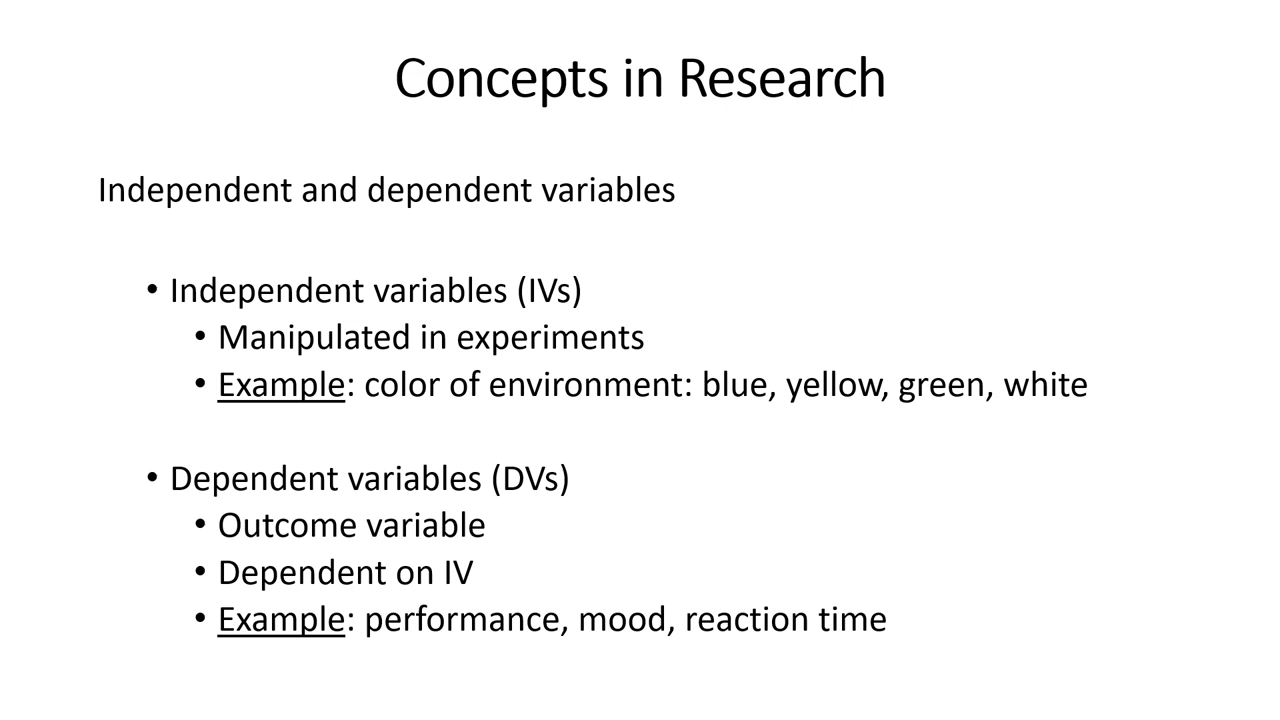 Concepts in Research
Independent and dependent variables
• Independent variables (IVs)
• Manipulated in experiments
• Example: color of environment: blue, yellow, green, white
• Dependent variables (DVs)
• Outcome variable
• Dependent on IV
• Example: performance, mood, reaction time